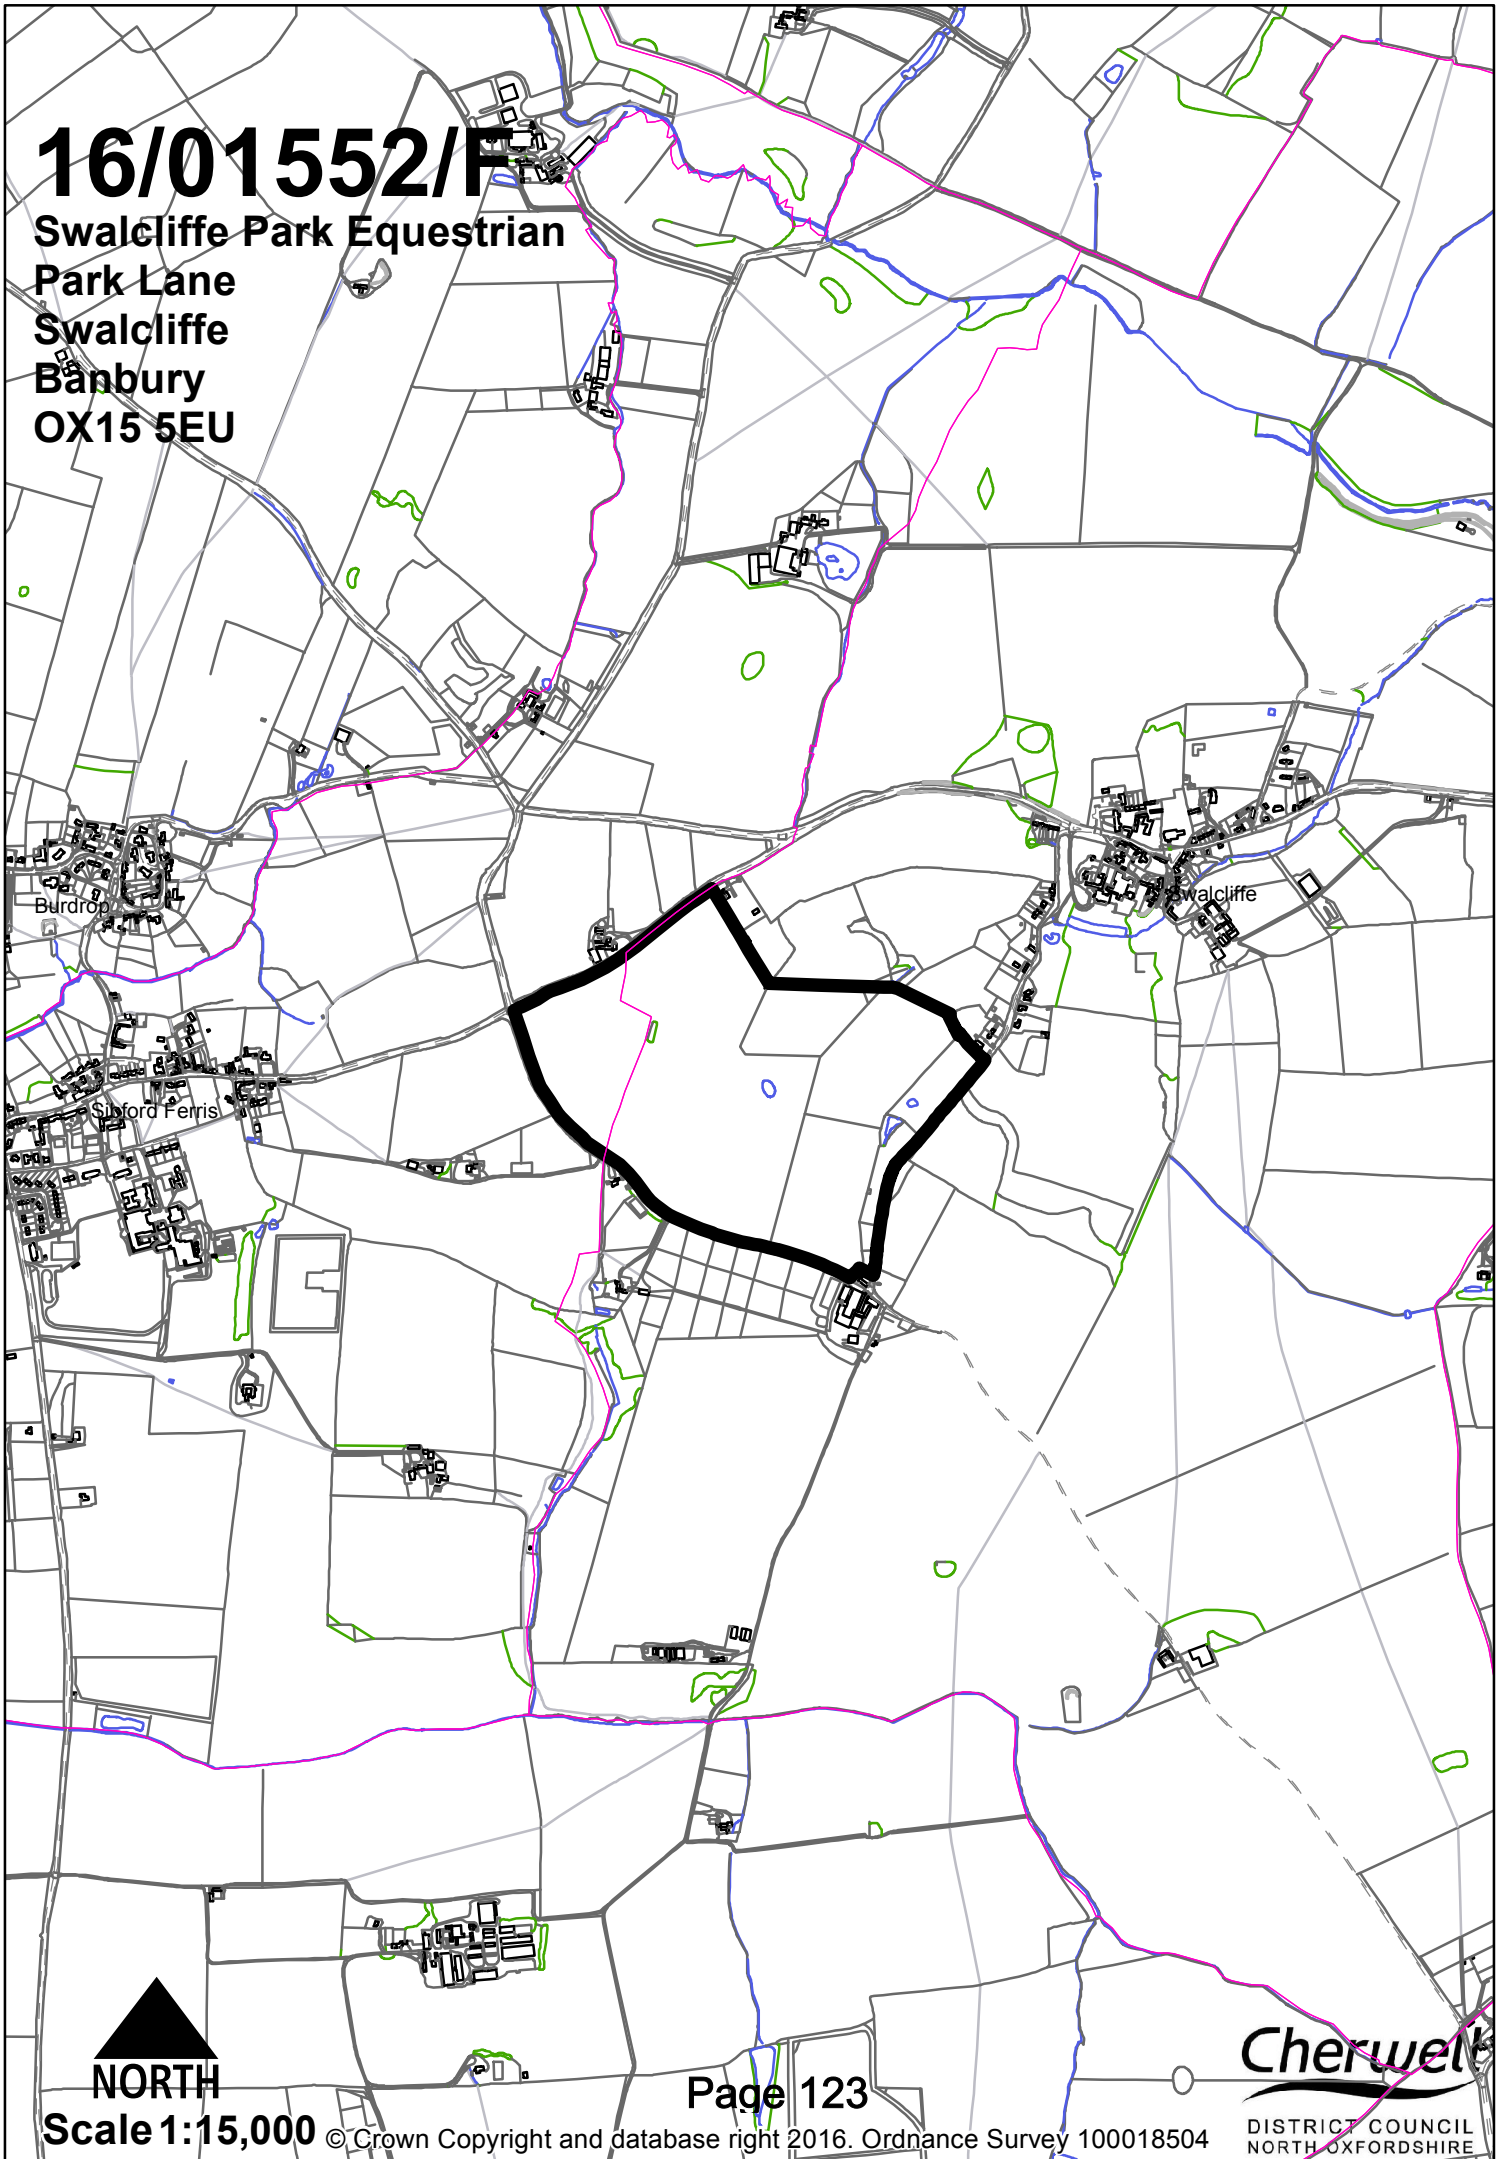 16/01552/F
Swalcliffe Park Equestrian
Park Lane
Swalcliffe
Banbury
OX15 5EU
Burdrop
Swalcliffe
Sibford Ferris
NORTH
Scale 1:15,000
© Crown Copyright and database right 2016. Ordnance Survey 100018504
Page 123
Cherwell
DISTRICT COUNCIL
NORTH OXFORDSHIRE